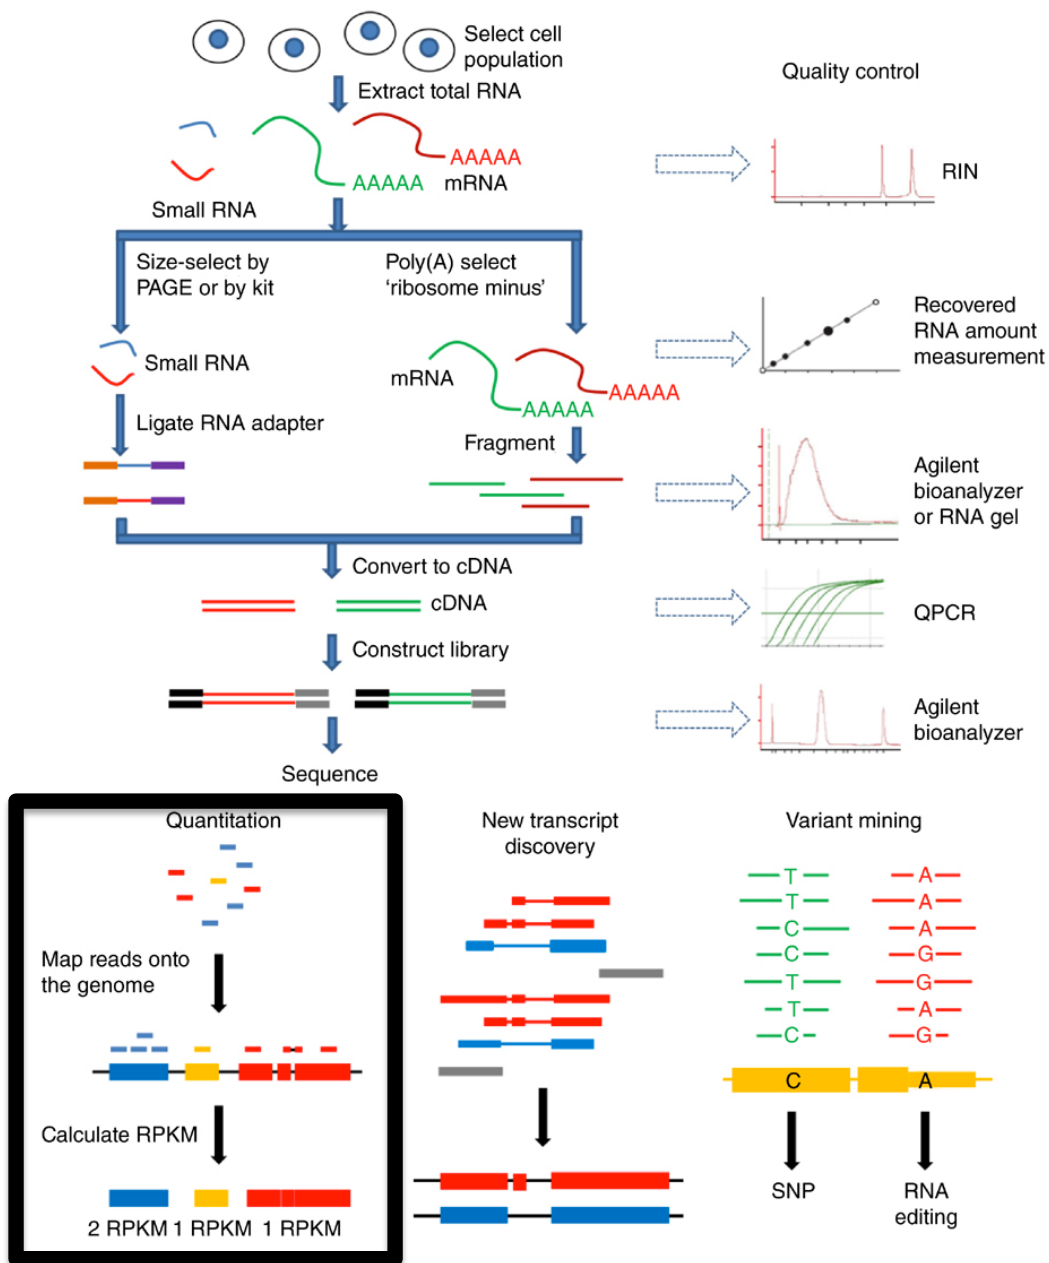 Select cell
population
Quality control
Extract total RNA
AAAAA
AAAAA
mRNA
RIN
Small RNA
Size-select by
PAGE or by kit
Poly(A) select
‘ribosome minus’
Recovered
RNA amount
measurement
Small RNA
mRNA
AAAAA
AAAAA
Ligate RNA adapter
Fragment
Agilent
bioanalyzer
or RNA gel
Convert to cDNA
cDNA
QPCR
Construct library
Agilent
bioanalyzer
Sequence
Quantitation
Map reads onto
the genome
Calculate RPKM
2 RPKM 1 RPKM 1 RPKM
New transcript
discovery
Variant mining
T A
T A
C A
C G
T G
T A
C G
C A
SNP
RNA
editing